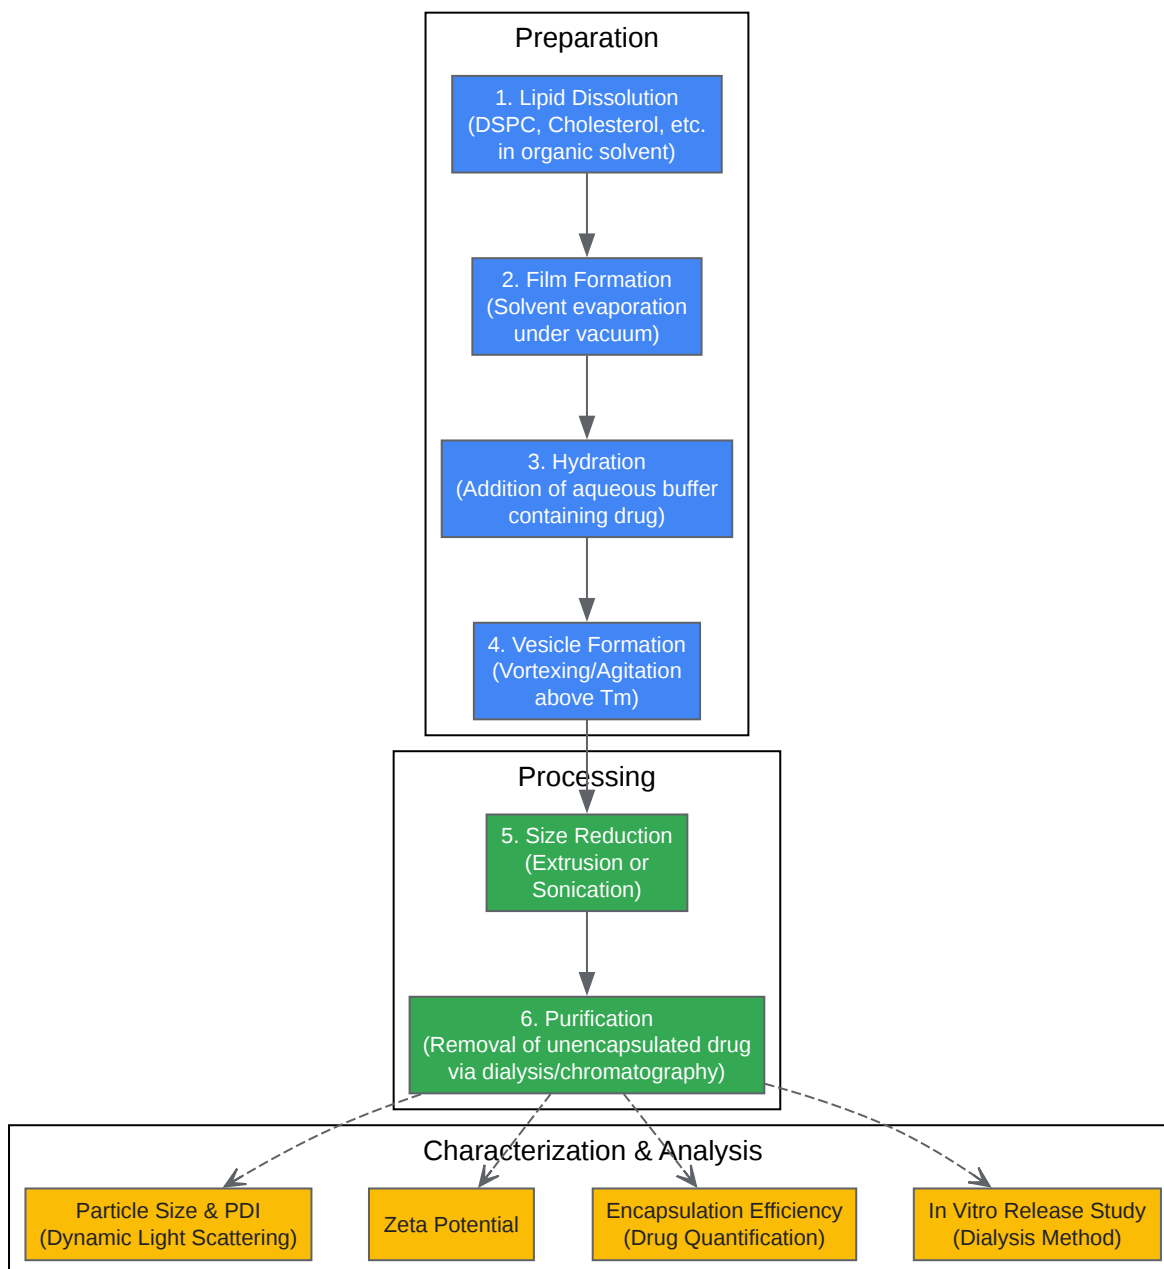 Preparation
1. Lipid Dissolution
(DSPC, Cholesterol, etc.
in organic solvent)
2. Film Formation
(Solvent evaporation
under vacuum)
3. Hydration
(Addition of aqueous buffer
containing drug)
4. Vesicle Formation
(Vortexing/Agitation
above Tm)
Processing
5. Size Reduction
(Extrusion or
Sonication)
6. Purification
(Removal of unencapsulated drug
via dialysis/chromatography)
Characterization & Analysis
Particle Size & PDI
(Dynamic Light Scattering)
Zeta Potential
Encapsulation Efficiency
(Drug Quantification)
In Vitro Release Study
(Dialysis Method)